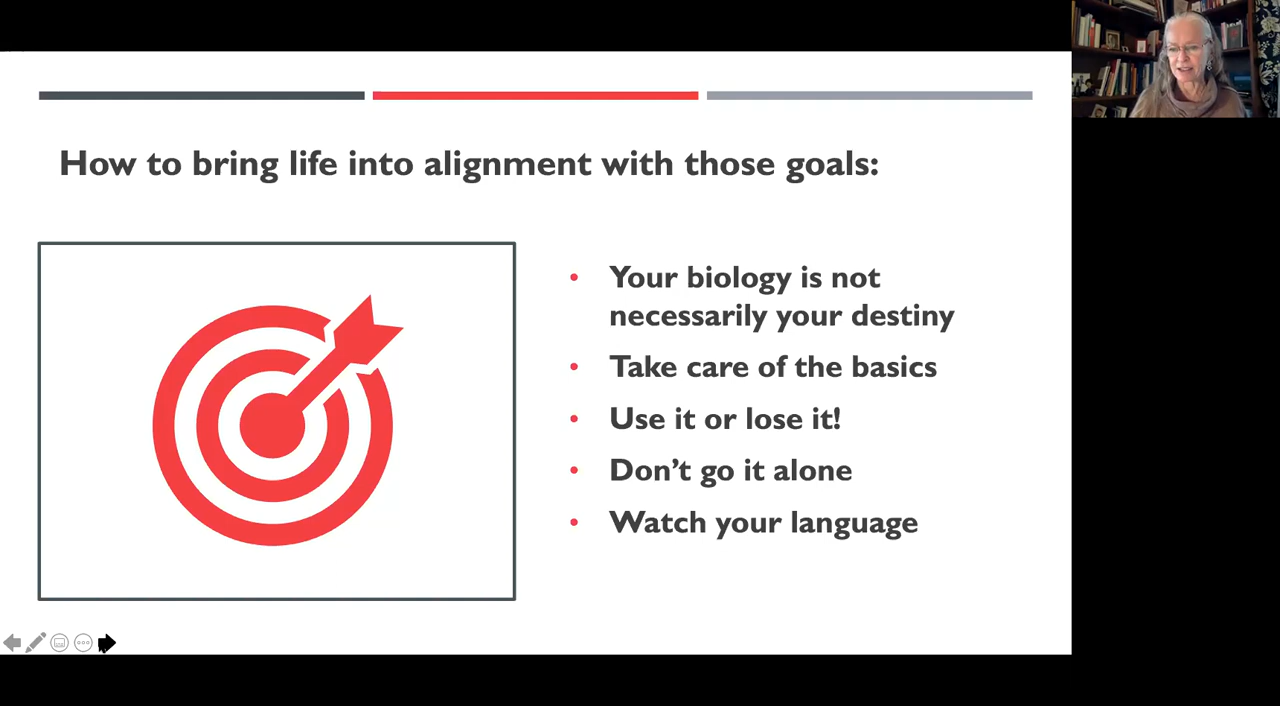 How to bring life into alignment with those goals:
• Your biology is not
necessarily your destiny
• Take care of the basics
• Use it or lose it!
• Don’t go it alone
• Watch your language